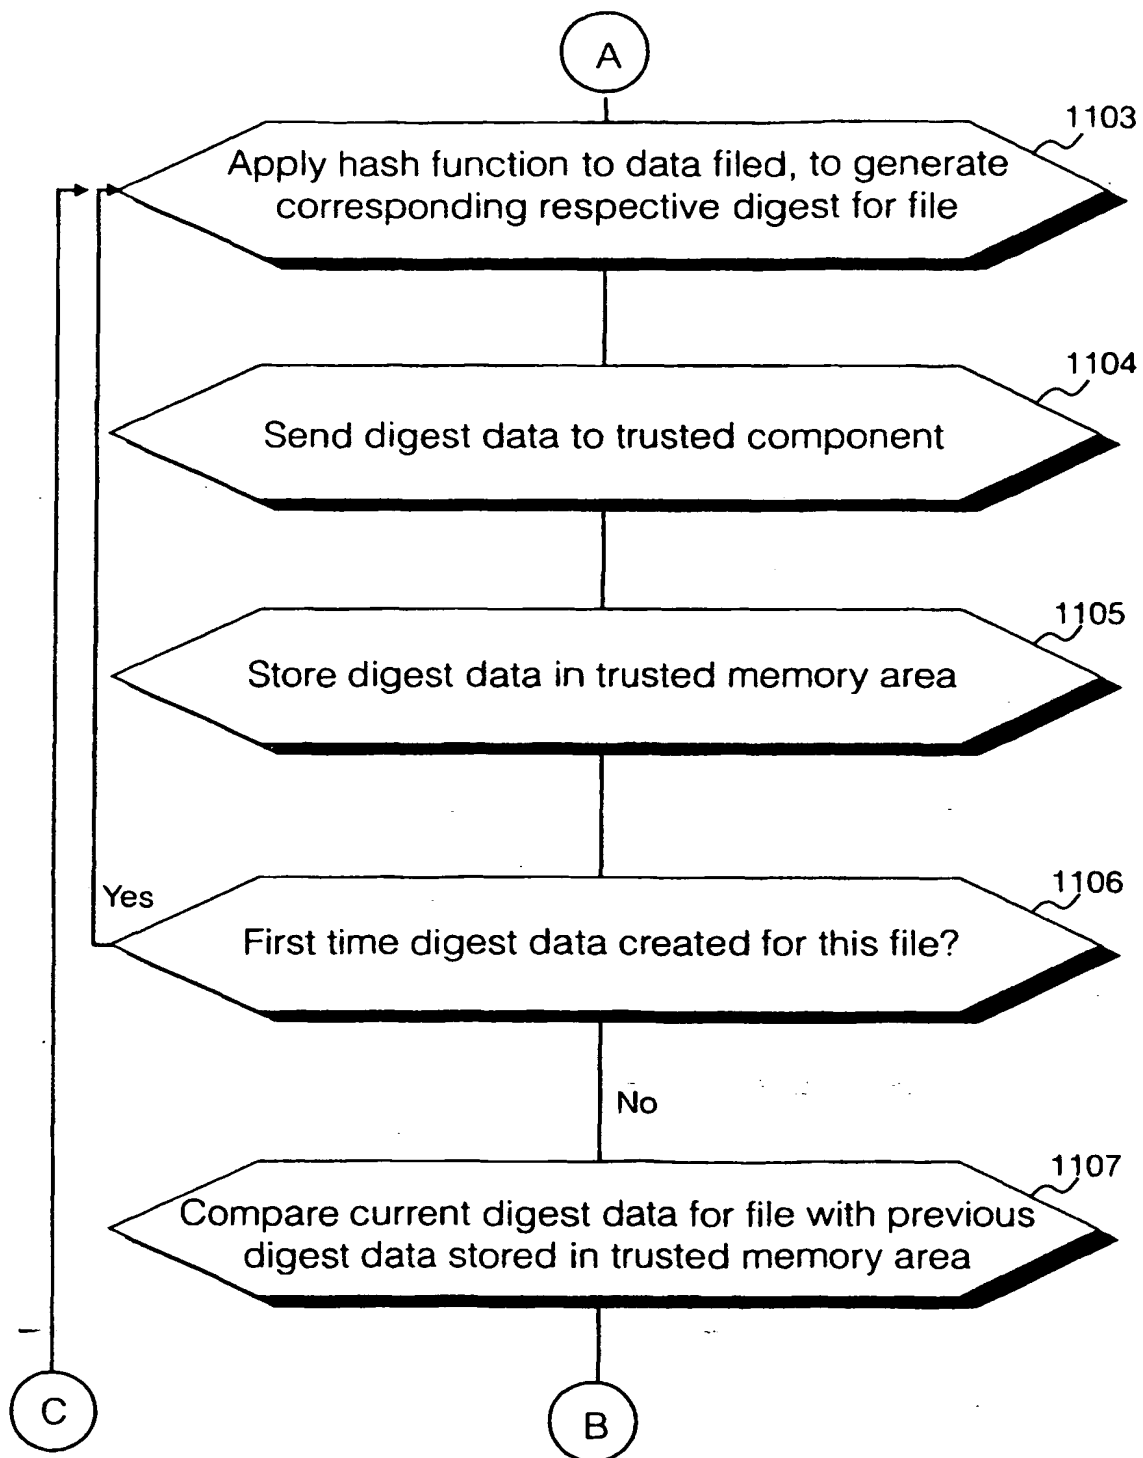 A
1103
Apply hash function to data filed, to generate
corresponding respective digest for file
1104
Send digest data to trusted component
1105
Store digest data in trusted memory area
1106
Yes
First time digest data created for this file?
No
1107
Compare current digest data for file with previous
digest data stored in trusted memory area
C
B